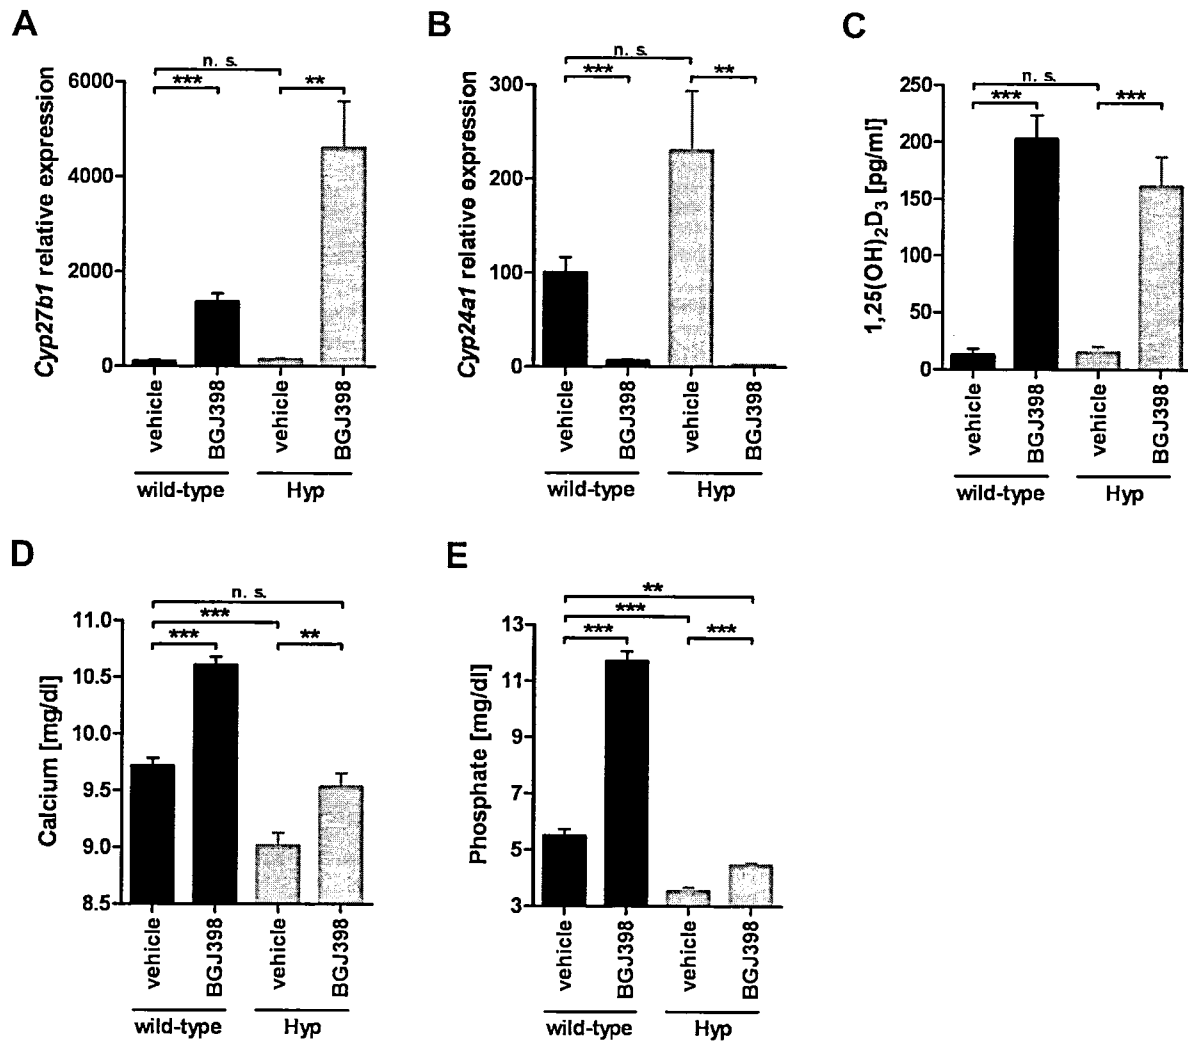 A
n. s.
***
**
Cyp27b1 relative expression
6000
4000
2000
0
vehicle
BGJ398
vehicle
BGJ398
wild-type
Hyp
B
n. s.
***
**
Cyp24a1 relative expression
300
200
100
0
vehicle
BGJ398
vehicle
BGJ398
wild-type
Hyp
C
n. s.
***
***
1,25(OH)2D3 [pg/ml]
250
200
150
100
50
0
vehicle
BGJ398
vehicle
BGJ398
wild-type
Hyp
D
n. s.
***
***
**
Calcium [mg/dl]
11.0
10.5
10.0
9.5
9.0
8.5
vehicle
BGJ398
vehicle
BGJ398
wild-type
Hyp
E
**
***
***
***
Phosphate [mg/dl]
13
11
9
7
5
3
vehicle
BGJ398
vehicle
BGJ398
wild-type
Hyp